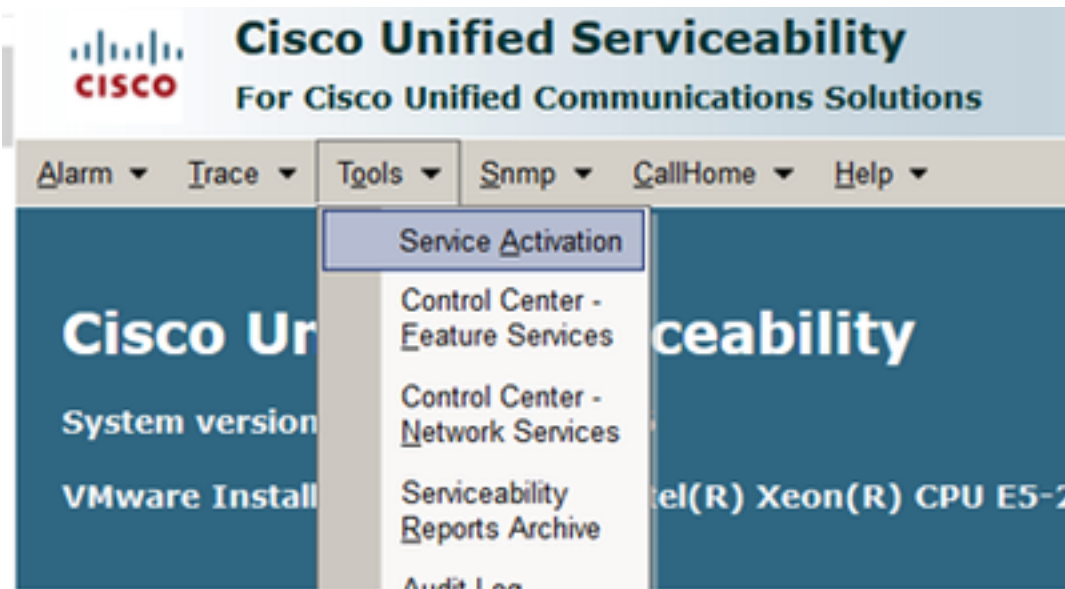 Cisco Unified Serviceability
CISCO
For Cisco Unified Communications Solutions
Alarm Trace Tools Snmp CallHome Help
Service Activation
Control Center -
Feature Services
Control Center -
Network Services
Serviceability
Reports Archive
Audit Log
Cisco Un ceability
System version
VMware Install tel(R) Xeon(R) CPU E5-2